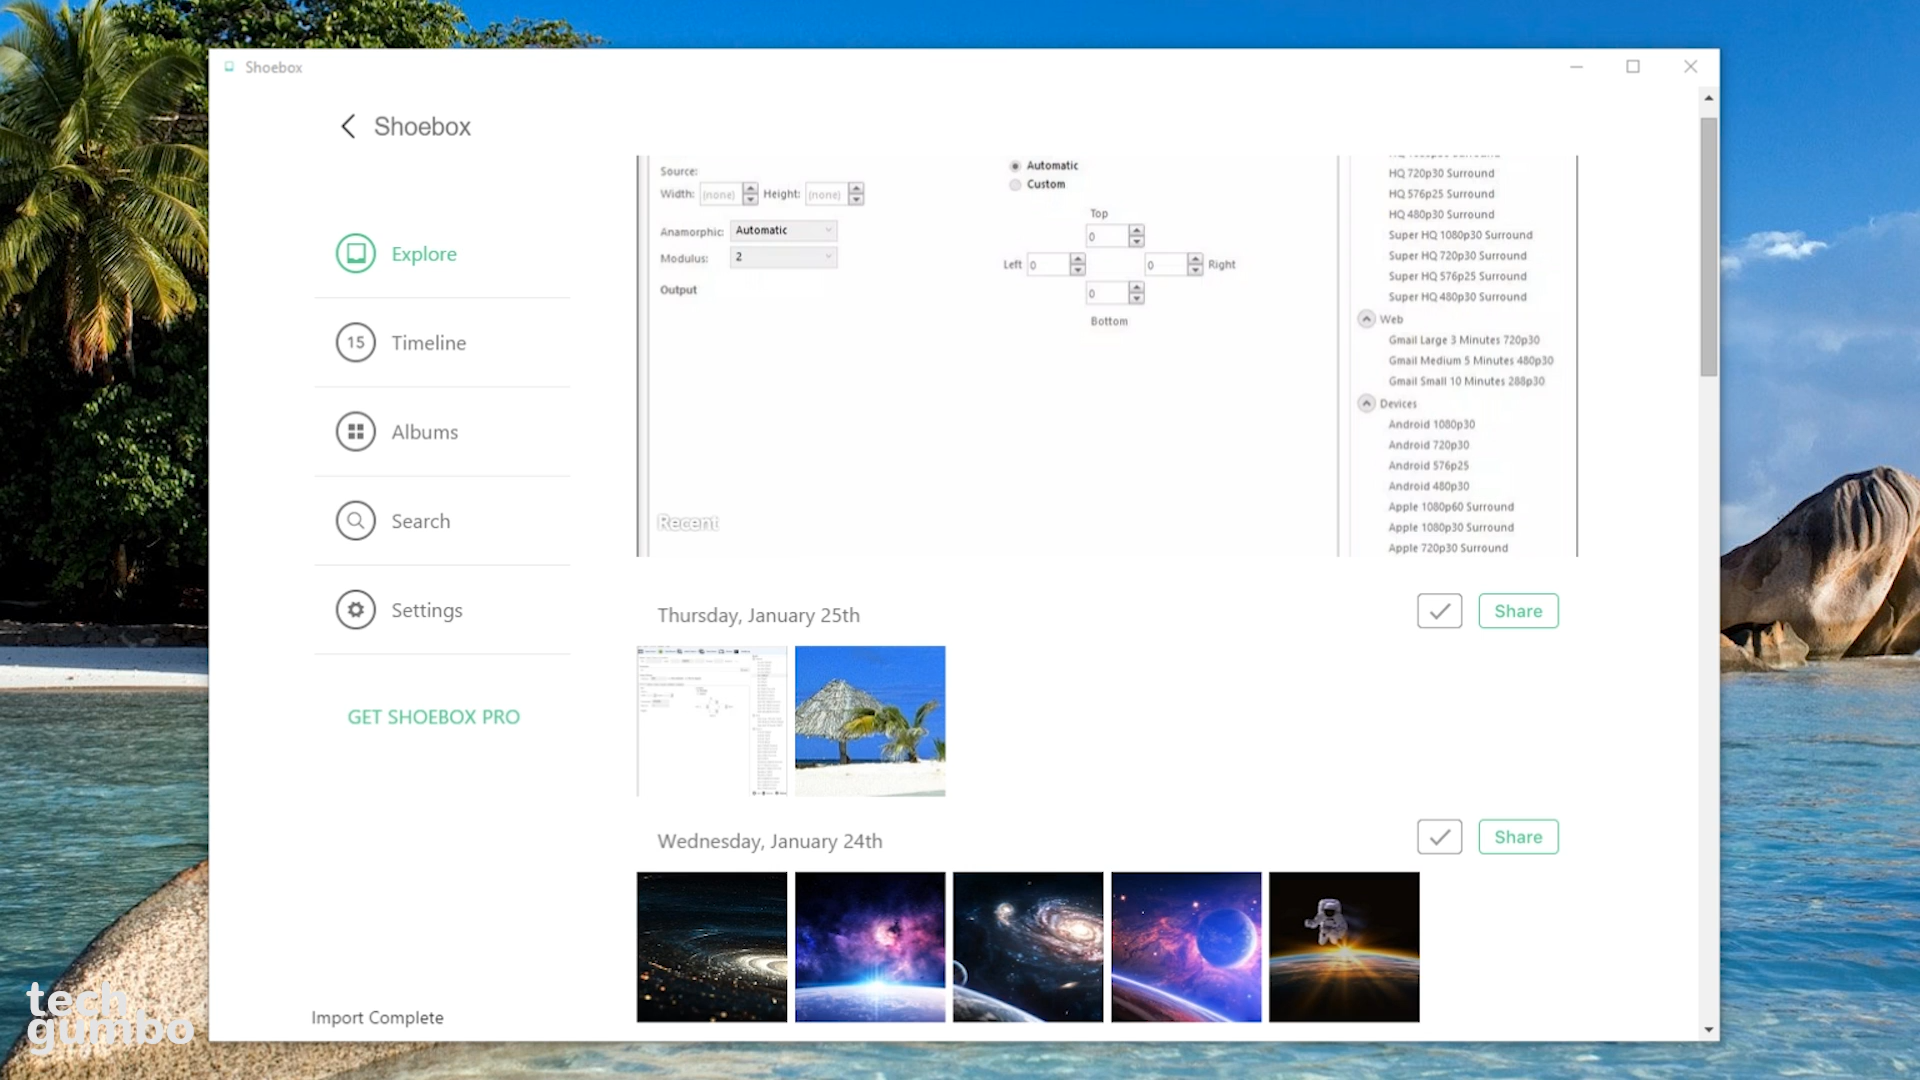 Shoebox
Shoebox
Explore
15
Timeline
Albums
Search
Settings
GET SHOEBOX PRO
Import Complete
Source:
Width: (none) Height: (none)
Anamorphic: Automatic
Modulus: 2
Output
Automatic
Custom
Top
0
Left 0
0 Right
0
Bottom
HQ 720p30 Surround
HQ 576p25 Surround
HQ 480p30 Surround
Super HQ 1080p30 Surround
Super HQ 720p30 Surround
Super HQ 576p25 Surround
Super HQ 480p30 Surround
Web
Gmail Large 3 Minutes 720p30
Gmail Medium 5 Minutes 480p30
Gmail Small 10 Minutes 288p30
Devices
Android 1080p30
Android 720p30
Android 576p25
Android 480p30
Apple 1080p60 Surround
Apple 1080p30 Surround
Apple 720p30 Surround
Recent
Thursday, January 25th
Share
Wednesday, January 24th
Share
tech
gumbo